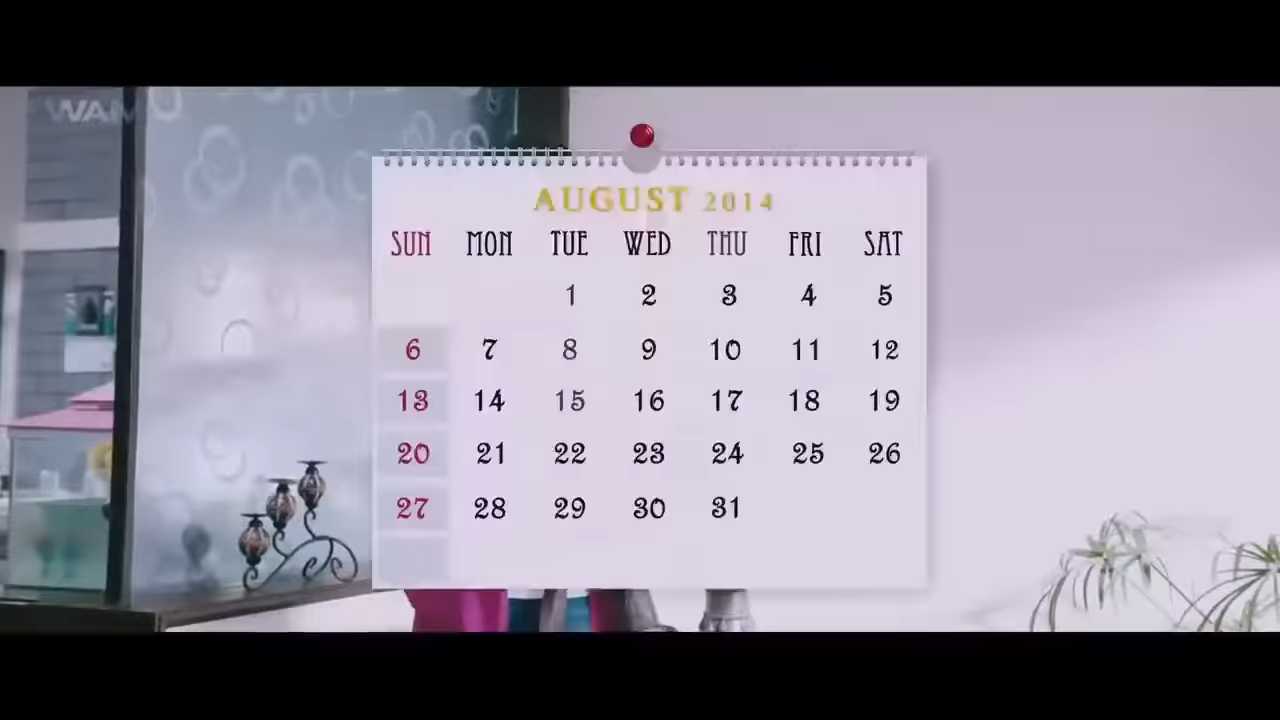 WAM
AUGUST 2014
SUN MON TUE WED THU FRI SAT
1 2 3 4 5
6 7 8 9 10 11 12
13 14 15 16 17 18 19
20 21 22 23 24 25 26
27 28 29 30 31